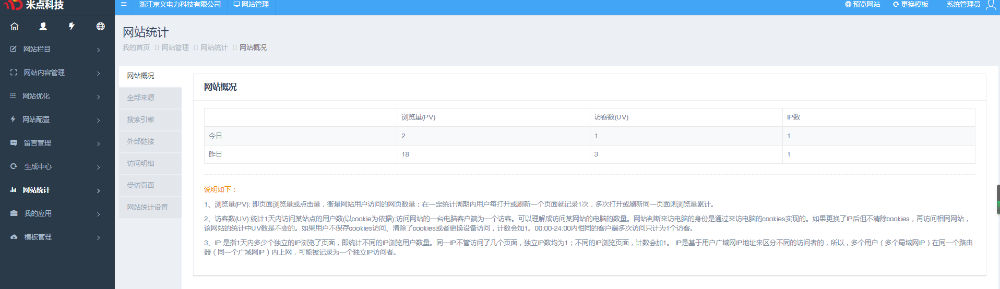 米点科技
浙江京义电力科技有限公司
网站管理
预览网站
更换模板
系统管理员
网站栏目
网站内容管理
网站优化
网站配置
留言管理
生成中心
网站统计
我的应用
模板管理
网站统计
我的首页 网站管理 网站统计 网站概况
网站概况
全部来源
搜索引擎
外部链接
访问明细
受访页面
网站统计设置
网站概况
浏览量(PV) 访客数(UV) IP数
今日 2 1 1
昨日 18 3 1
说明如下：
1、浏览量(PV): 即页面浏览量或点击量，衡量网站用户访问的网页数量；在一定统计周期内用户每打开或刷新一个页面就记录1次，多次打开或刷新同一页面则浏览量累计。
2、访客数(UV):统计1天内访问某站点的用户数(以cookie为依据);访问网站的一台电脑客户端为一个访客。可以理解成访问某网站的电脑的数量。网站判断来访电脑的身份是通过来访电脑的cookies实现的。如果更换了IP后但不清除cookies，再访问相同网站，
该网站的统计中UV数是不变的。如果用户不保存cookies访问、清除了cookies或者更换设备访问，计数会加1。00:00-24:00内相同的客户端多次访问只计为1个访客。
3、IP:是指1天内多少个独立的IP浏览了页面，即统计不同的IP浏览用户数量。同一IP不管访问了几个页面，独立IP数均为1；不同的IP浏览页面，计数会加1。 IP是基于用户广域网IP地址来区分不同的访问者的，所以，多个用户（多个局域网IP）在同一个路由
器（同一个广域网IP）内上网，可能被记录为一个独立IP访问者。